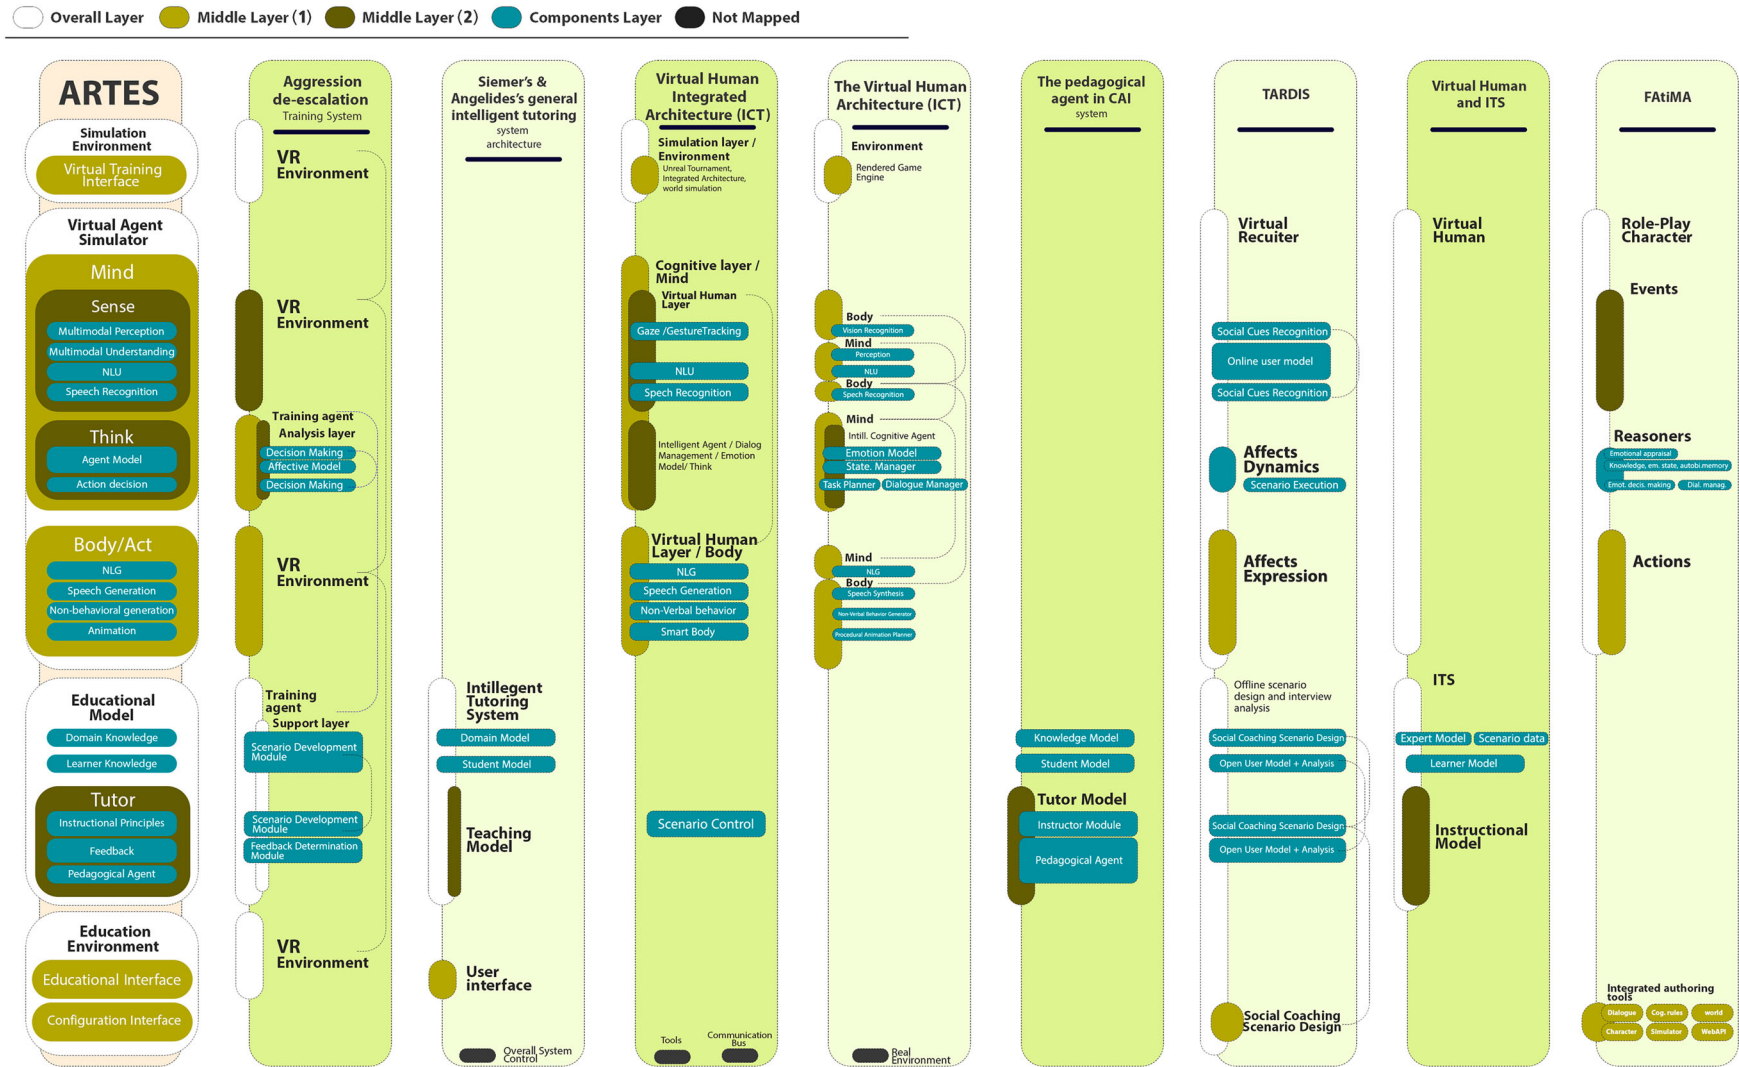 Overall Layer
Middle Layer (1)
Middle Layer (2)
Components Layer
Not Mapped
ARTES
Simulation
Environment
Virtual Training
Interface
Virtual Agent
Simulator
Mind
Sense
Multimodal Perception
Multimodal Understanding
NLU
Speech Recognition
Think
Agent Model
Action decision
Body/Act
NLG
Speech Generation
Non-behavioral generation
Animation
Educational
Model
Domain Knowledge
Learner Knowledge
Tutor
Instructional Principles
Feedback
Pedagogical Agent
Education
Environment
Educational Interface
Configuration Interface
Aggression
de-escalation
Training System
VR
Environment
VR
Environment
Training agent
Analysis layer
Decision Making
Affective Model
Decision Making
VR
Environment
Training
agent
Support layer
Scenario Development
Module
Scenario Development
Module
Feedback Determination
Module
VR
Environment
Siemer's &
Angelides's general
intelligent tutoring
system
architecture
Intillegent
Tutoring
System
Domain Model
Student Model
Teaching
Model
User
interface
Overall System
Control
Virtual Human
Integrated
Architecture (ICT)
Simulation layer /
Environment
Unreal Tournament,
Integrated Architecture,
world simulation
Cognitive layer /
Mind
Virtual Human
Layer
Gaze /GestureTracking
NLU
Spech Recognition
Intelligent Agent / Dialog
Management / Emotion
Model/ Think
Virtual Human
Layer / Body
NLG
Speech Generation
Non-Verbal behavior
Smart Body
Scenario Control
Tools
Communication
Bus
The Virtual Human
Architecture (ICT)
Environment
Rendered Game
Engine
Body
Vision Recognition
Mind
Perception
NLU
Body
Spech Recognition
Mind
Intill. Cognitive Agent
Emotion Model
State. Manager
Task Planner
Dialogue Manager
Mind
NLG
Body
Speech Synthesis
Non-Verbal Behavior Generator
Procedural Animation Planner
Real
Environment
The pedagogical
agent in CAI
system
Knowledge Model
Student Model
Tutor Model
Instructor Module
Pedagogical Agent
TARDIS
Virtual
Recuiter
Social Cues Recognition
Online user model
Social Cues Recognition
Affects
Dynamics
Scenario Execution
Affects
Expression
Offline scenario
design and interview
analysis
Social Coaching Scenario Design
Open User Model + Analysis
Social Coaching Scenario Design
Open User Model + Analysis
Social Coaching
Scenario Design
Virtual Human
and ITS
Virtual
Human
ITS
Expert Model
Scenario data
Learner Model
Instructional
Model
FAtiMA
Role-Play
Character
Events
Reasoners
Emotional appraisal
Knowledge, em. state, autobi.memory
Emot. decis. making
Dial. manag.
Actions
Integrated authoring
tools
Dialogue
Ceg. rules
world
Character
Simulator
WebAPI